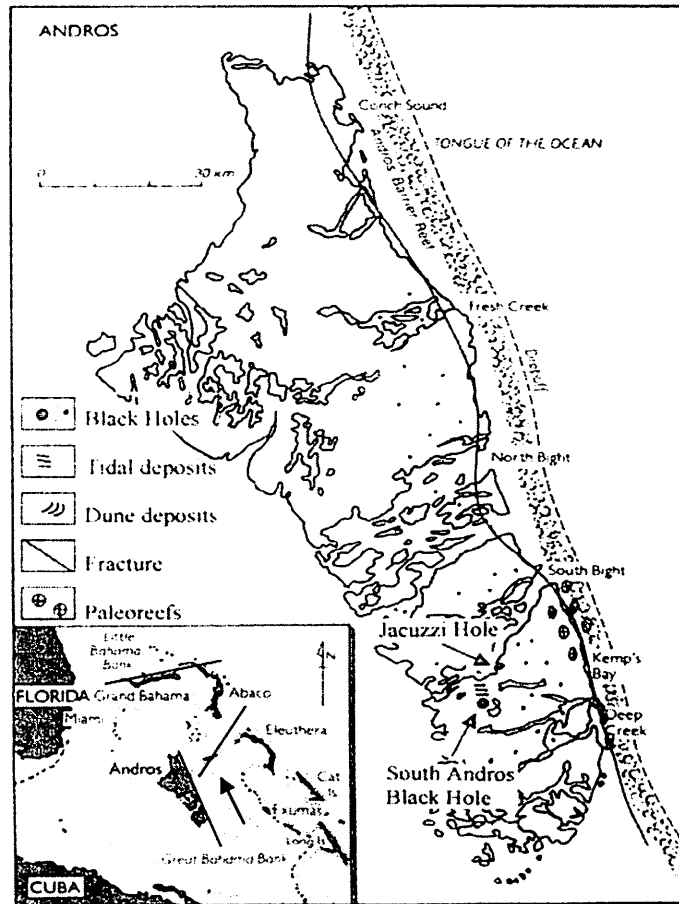 ANDROS
Conch Sound
Andros Barrier Reef
TONGUE OF THE OCEAN
0 30 km
Fresh Creek
Dropoff
North Bight
South Bight
Kemp's
Bay
Deep
Creek
Jacuzzi Hole
South Andros
Black Hole
Black Holes
Tidal deposits
Dune deposits
Fracture
Paleoreefs
Little
Bahama
Bank
N
FLORIDA
Grand Bahama
Abaco
Miami
Eleuthera
Andros
Cat
Is
Exumas
Long Is
Great Bahama Bank
CUBA